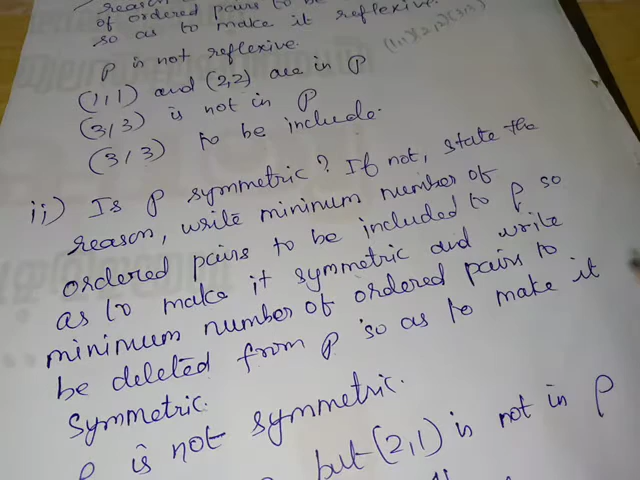 reason
of ordered pairs to be
so as to make it reflexive.
ρ is not reflexive.
(1,1) and (2,2) are in ρ
(3,3) is not in ρ
(3,3) to be include.
ii) Is ρ symmetric? If not, state the
reason, write minimum number of
ordered pairs to be included to ρ so
as to make it symmetric and write
minimum number of ordered pairs to
be deleted from ρ so as to make it
symmetric.
ρ is not symmetric.
but (2,1) is not in ρ